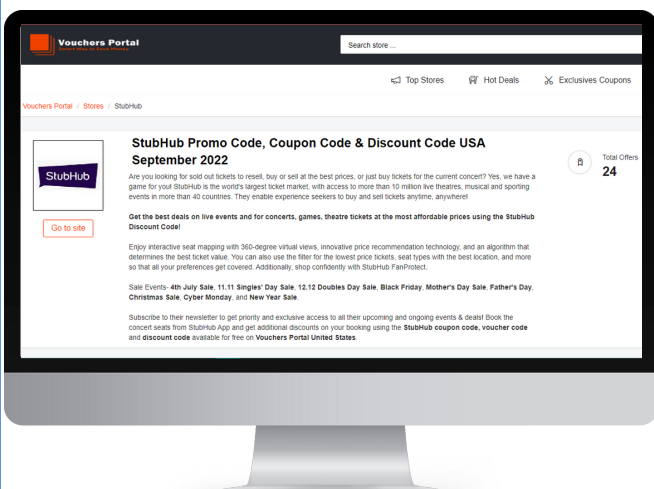 Vouchers Portal
Smart Way to Save Money
Search store ...
Top Stores
Hot Deals
Exclusives Coupons
Vouchers Portal / Stores / StubHub
StubHub
Go to site
StubHub Promo Code, Coupon Code & Discount Code USA
September 2022
Are you looking for sold out tickets to resell, buy or sell at the best prices, or just buy tickets for the current concert? Yes, we have a
game for you! StubHub is the world's largest ticket market, with access to more than 10 million live theatres, musical and sporting
events in more than 40 countries. They enable experience seekers to buy and sell tickets anytime, anywhere!
Get the best deals on live events and for concerts, games, theatre tickets at the most affordable prices using the StubHub
Discount Code!
Enjoy interactive seat mapping with 360-degree virtual views, innovative price recommendation technology, and an algorithm that
determines the best ticket value. You can also use the filter for the lowest price tickets, seat types with the best location, and more
so that all your preferences get covered. Additionally, shop confidently with StubHub FanProtect.
Sale Events- 4th July Sale, 11.11 Singles' Day Sale, 12.12 Doubles Day Sale, Black Friday, Mother's Day Sale, Father's Day,
Christmas Sale, Cyber Monday, and New Year Sale.
Subscribe to their newsletter to get priority and exclusive access to all their upcoming and ongoing events & deals! Book the
concert seats from StubHub App and get additional discounts on your booking using the StubHub coupon code, voucher code
and discount code available for free on Vouchers Portal United States.
Total Offers
24